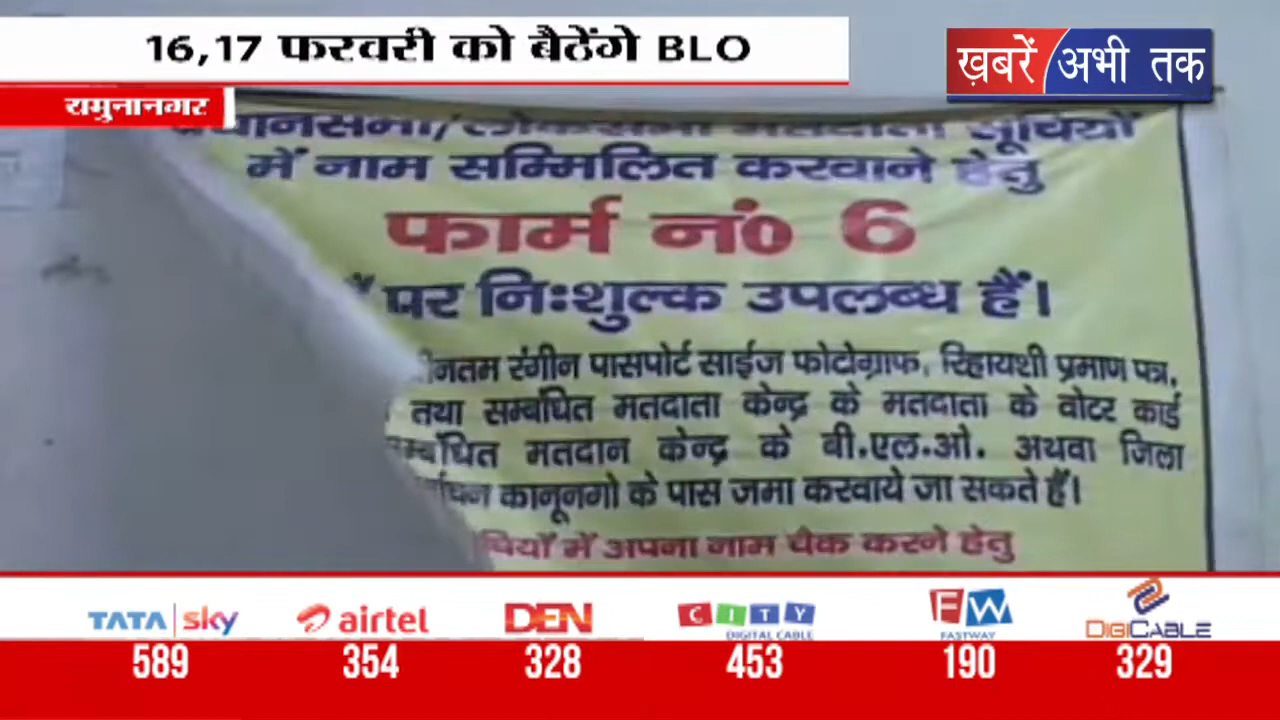 16,17 फरवरी को बैठेंगे BLO
ख़बरें अभी तक
यमुनानगर
में नाम सम्मिलित करवाने हेतु
फार्म नं0 6
पर निःशुल्क उपलब्ध हैं।
रंगीन पासपोर्ट साईज फोटोग्राफ, रिहायशी प्रमाण पत्र,
तथा सम्बंधित मतदाता केन्द्र के मतदाता के वोटर कार्ड
मतदान केन्द्र के बी.एल.ओ. अथवा जिला
कानूनगो के पास जमा करवाये जा सकते हैं।
में अपना नाम चैक करने हेतु
TATA sky airtel DEN CITY FW DIGICABLE
DIGITAL CABLE FASTWAY
589 354 328 453 190 329